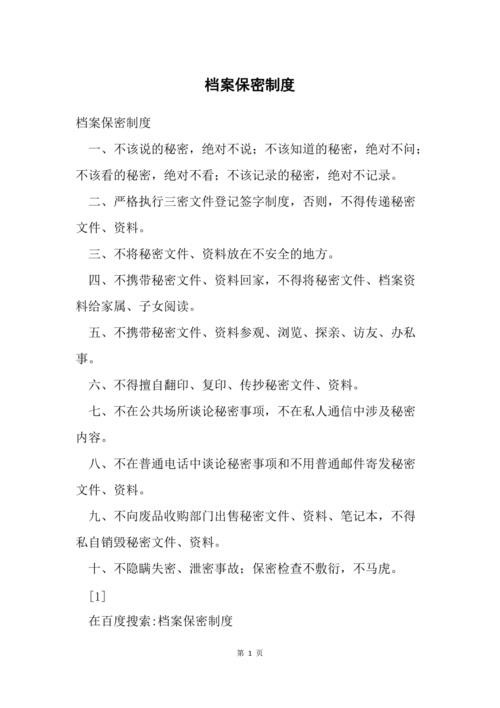 档案保密制度
档案保密制度
一、不该说的秘密，绝对不说；不该知道的秘密，绝对不问；
不该看的秘密，绝对不看；不该记录的秘密，绝对不记录。
二、严格执行三密文件登记签字制度，否则，不得传递秘密
文件、资料。
三、不将秘密文件、资料放在不安全的地方。
四、不携带秘密文件、资料回家，不得将秘密文件、档案资
料给家属、子女阅读。
五、不携带秘密文件、资料参观、浏览、探亲、访友、办私
事。
六、不得擅自翻印、复印、传抄秘密文件、资料。
七、不在公共场所谈论秘密事项，不在私人通信中涉及秘密
内容。
八、不在普通电话中谈论秘密事项和不用普通邮件寄发秘密
文件、资料。
九、不向废品收购部门出售秘密文件、资料、笔记本，不得
私自销毁秘密文件、资料。
十、不隐瞒失密、泄密事故；保密检查不敷衍，不马虎。
[1]
在百度搜索:档案保密制度
第 1 页